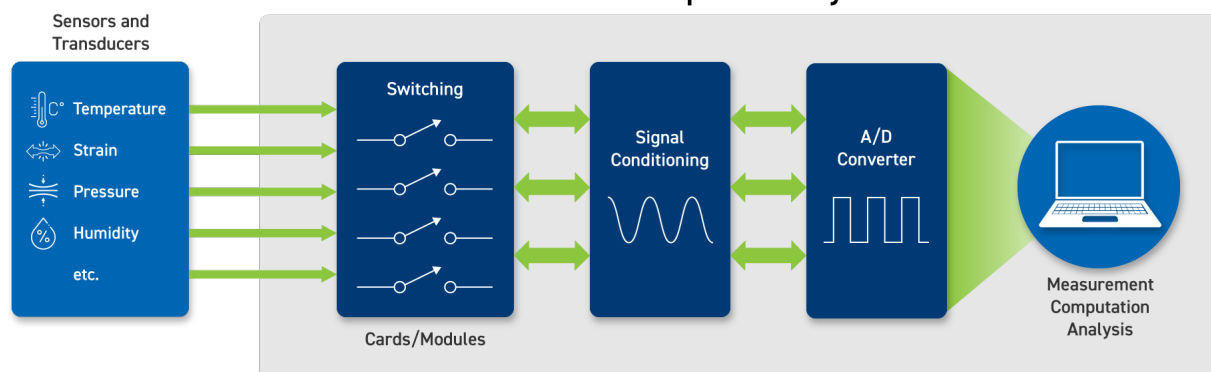 Sensors and
Transducers
C°
Temperature
Strain
Pressure
%
Humidity
etc.
Switching
Cards/Modules
Signal
Conditioning
A/D
Converter
Measurement
Computation
Analysis